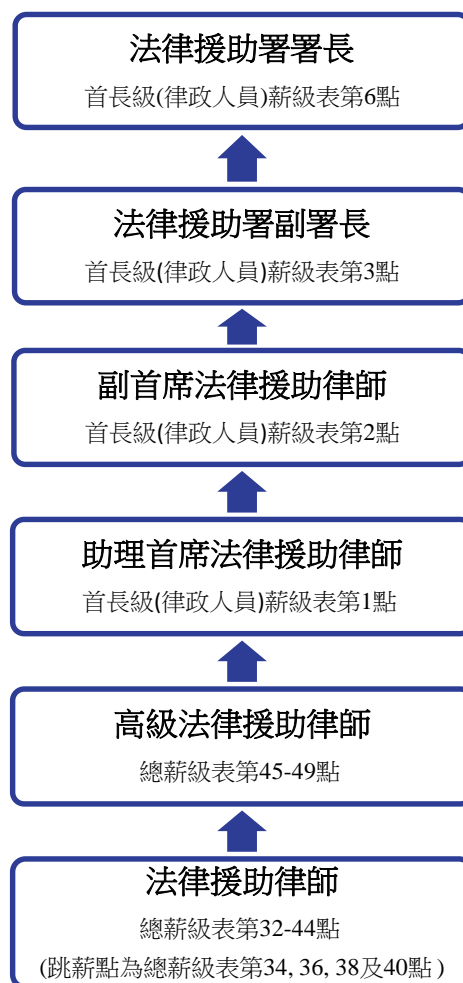 法律援助署署長
首長級(律政人員)薪級表第6點
法律援助署副署長
首長級(律政人員)薪級表第3點
副首席法律援助律師
首長級(律政人員)薪級表第2點
助理首席法律援助律師
首長級(律政人員)薪級表第1點
高級法律援助律師
總薪級表第45-49點
法律援助律師
總薪級表第32-44點
(跳薪點為總薪級表第34, 36, 38及40點 )